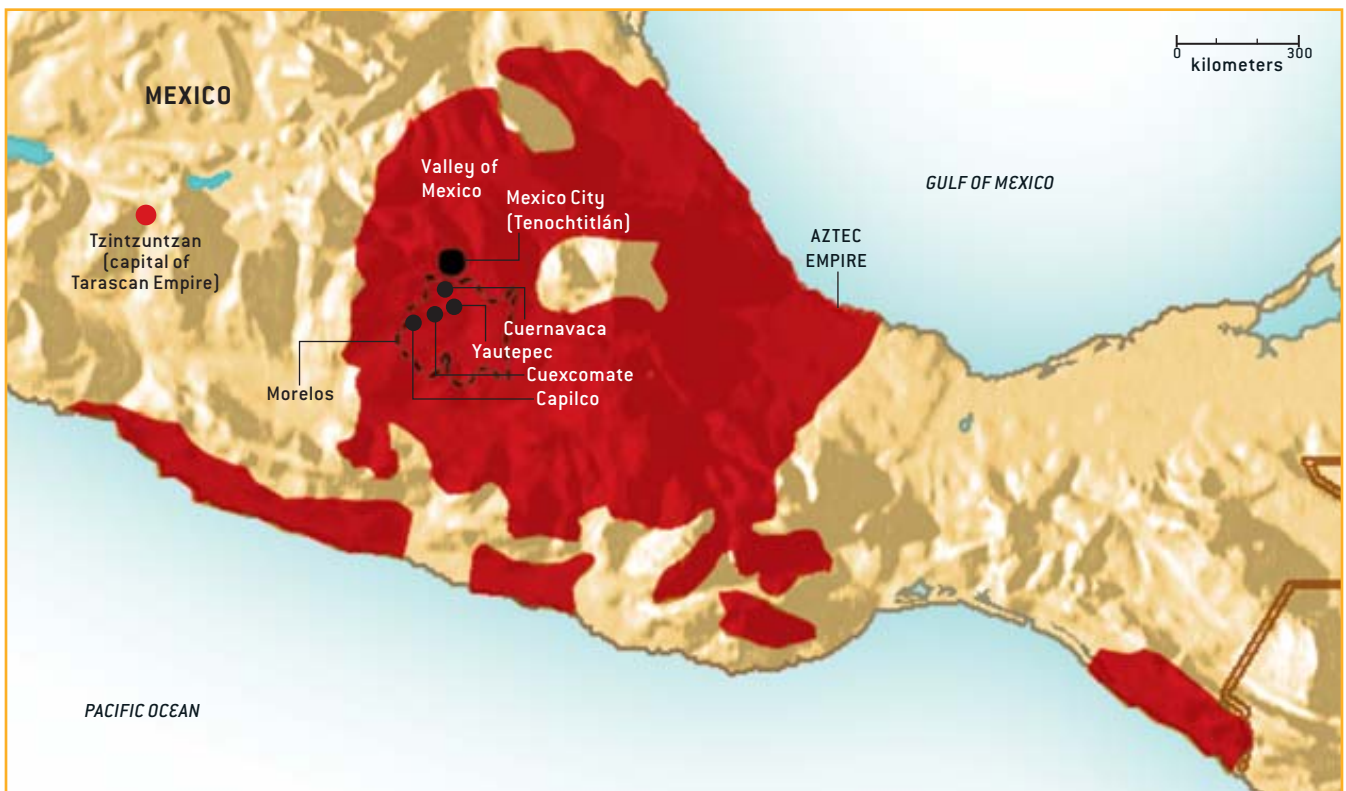 MEXICO
0 300
kilometers
Valley of
Mexico
Mexico City
(Tenochtitlán)
GULF OF MEXICO
Tzintzuntzan
(capital of
Tarascan Empire)
AZTEC
EMPIRE
Cuernavaca
Yautepec
Cuexcomate
Capilco
Morelos
PACIFIC OCEAN